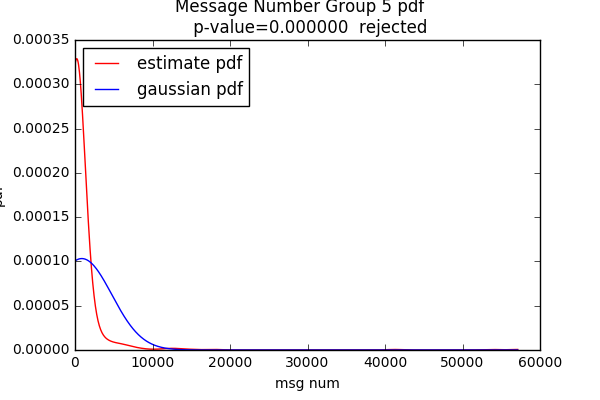 Message Number Group 5 pdf
p-value=0.000000 rejected
0.00035
0.00030
0.00025
0.00020
0.00015
0.00010
0.00005
0.00000
estimate pdf
gaussian pdf
0 10000 20000 30000 40000 50000 60000
msg num